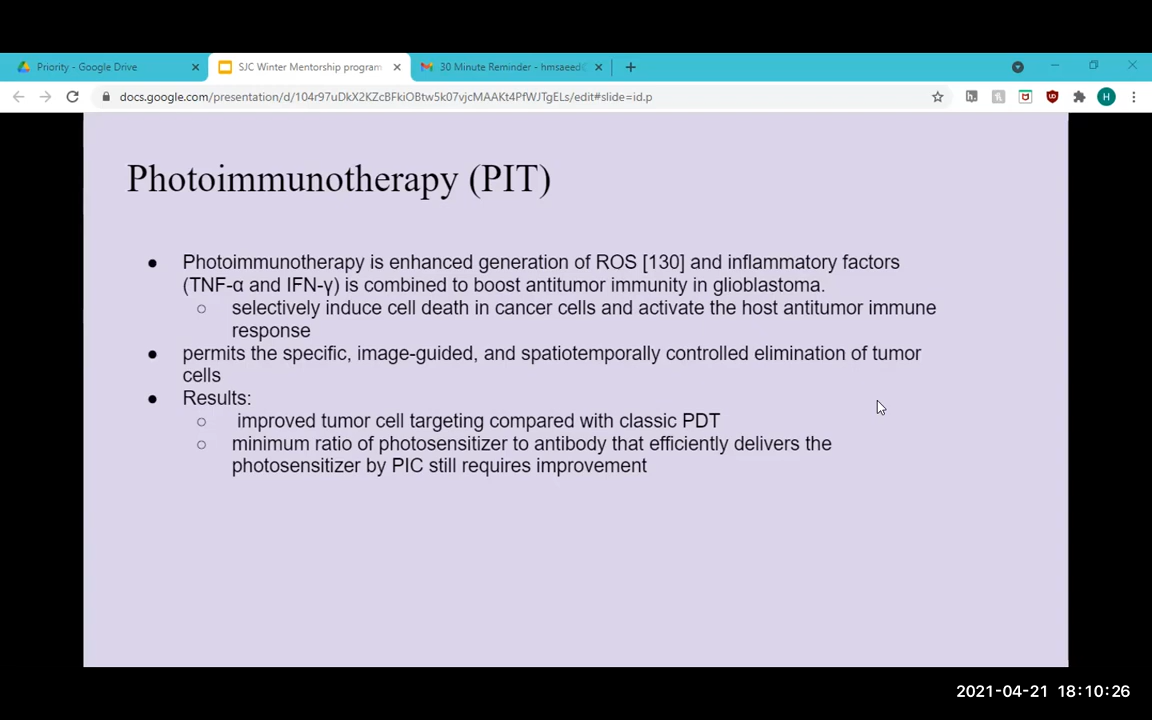 Priority - Google Drive
SJC Winter Mentorship program
30 Minute Reminder - hmsaeed
docs.google.com/presentation/d/104r97uDkX2KZcBFkiOBtw5k07vjcMAAKt4PfWJTgELs/edit#slide=id.p
Photoimmunotherapy (PIT)
● Photoimmunotherapy is enhanced generation of ROS [130] and inflammatory factors
(TNF-α and IFN-γ) is combined to boost antitumor immunity in glioblastoma.
○ selectively induce cell death in cancer cells and activate the host antitumor immune
response
● permits the specific, image-guided, and spatiotemporally controlled elimination of tumor
cells
● Results:
○ improved tumor cell targeting compared with classic PDT
○ minimum ratio of photosensitizer to antibody that efficiently delivers the
photosensitizer by PIC still requires improvement
2021-04-21 18:10:26